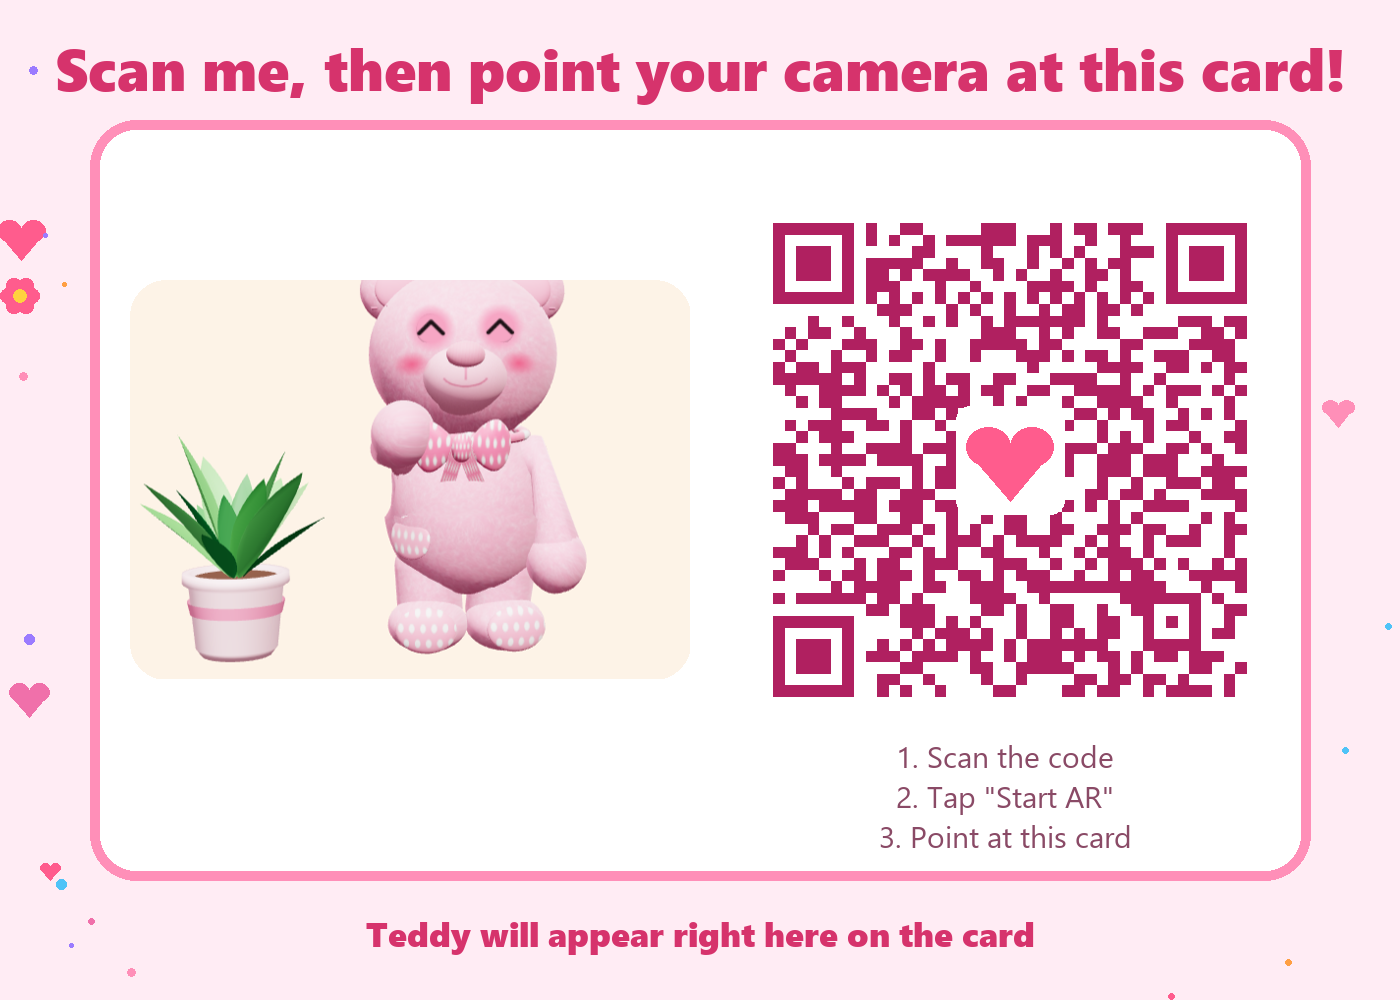 Scan me, then point your camera at this card!
1. Scan the code
2. Tap "Start AR"
3. Point at this card
Teddy will appear right here on the card